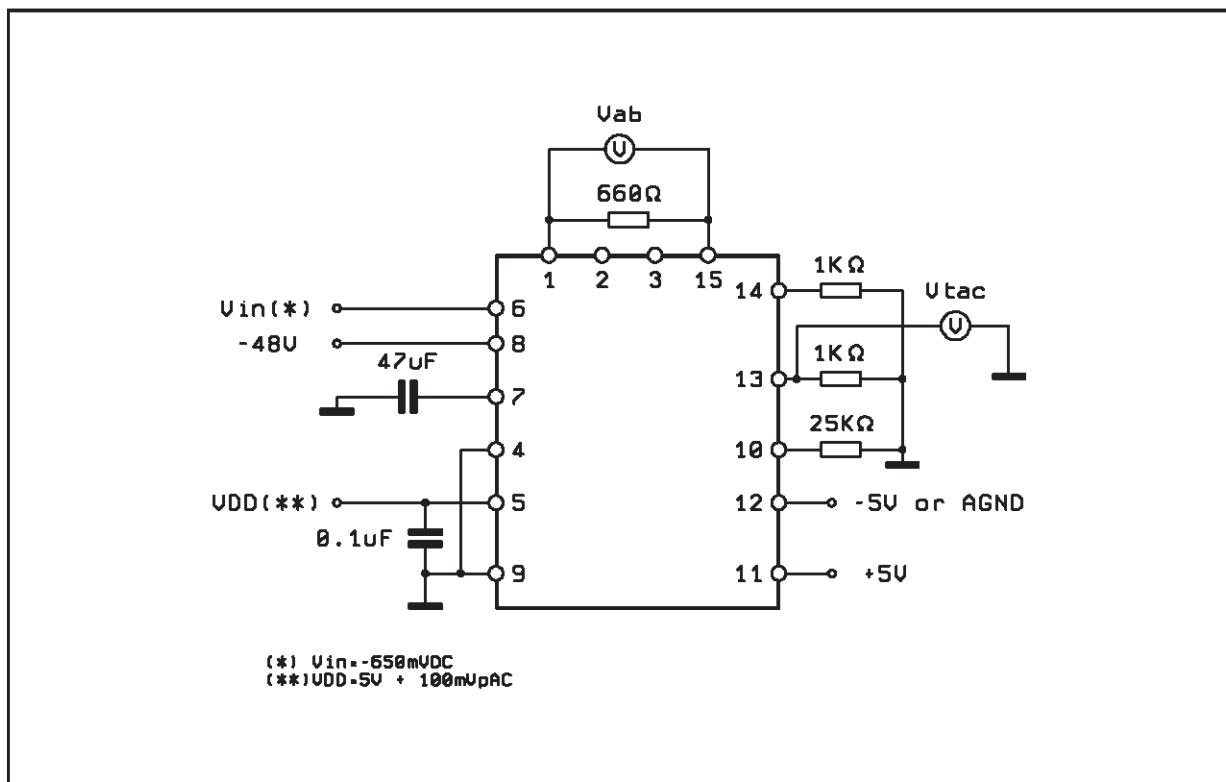 Vab
660Ω
1 2 3 15
1KΩ
14
Vtac
Vin(*)
6
-48V
8
47uF
1KΩ
13
7
25KΩ
4
10
VDD(**)
5
12
-5V or AGND
0.1uF
9
11
+5V
(*) Vin=-650mVDC
(**)VDD=5V + 100mVpAC
V
V